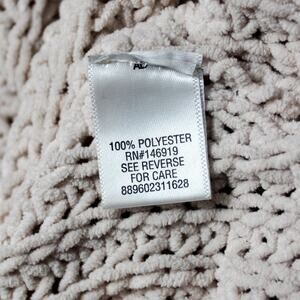 100% POLYESTER
RN#146919
SEE REVERSE
FOR CARE
889602311628